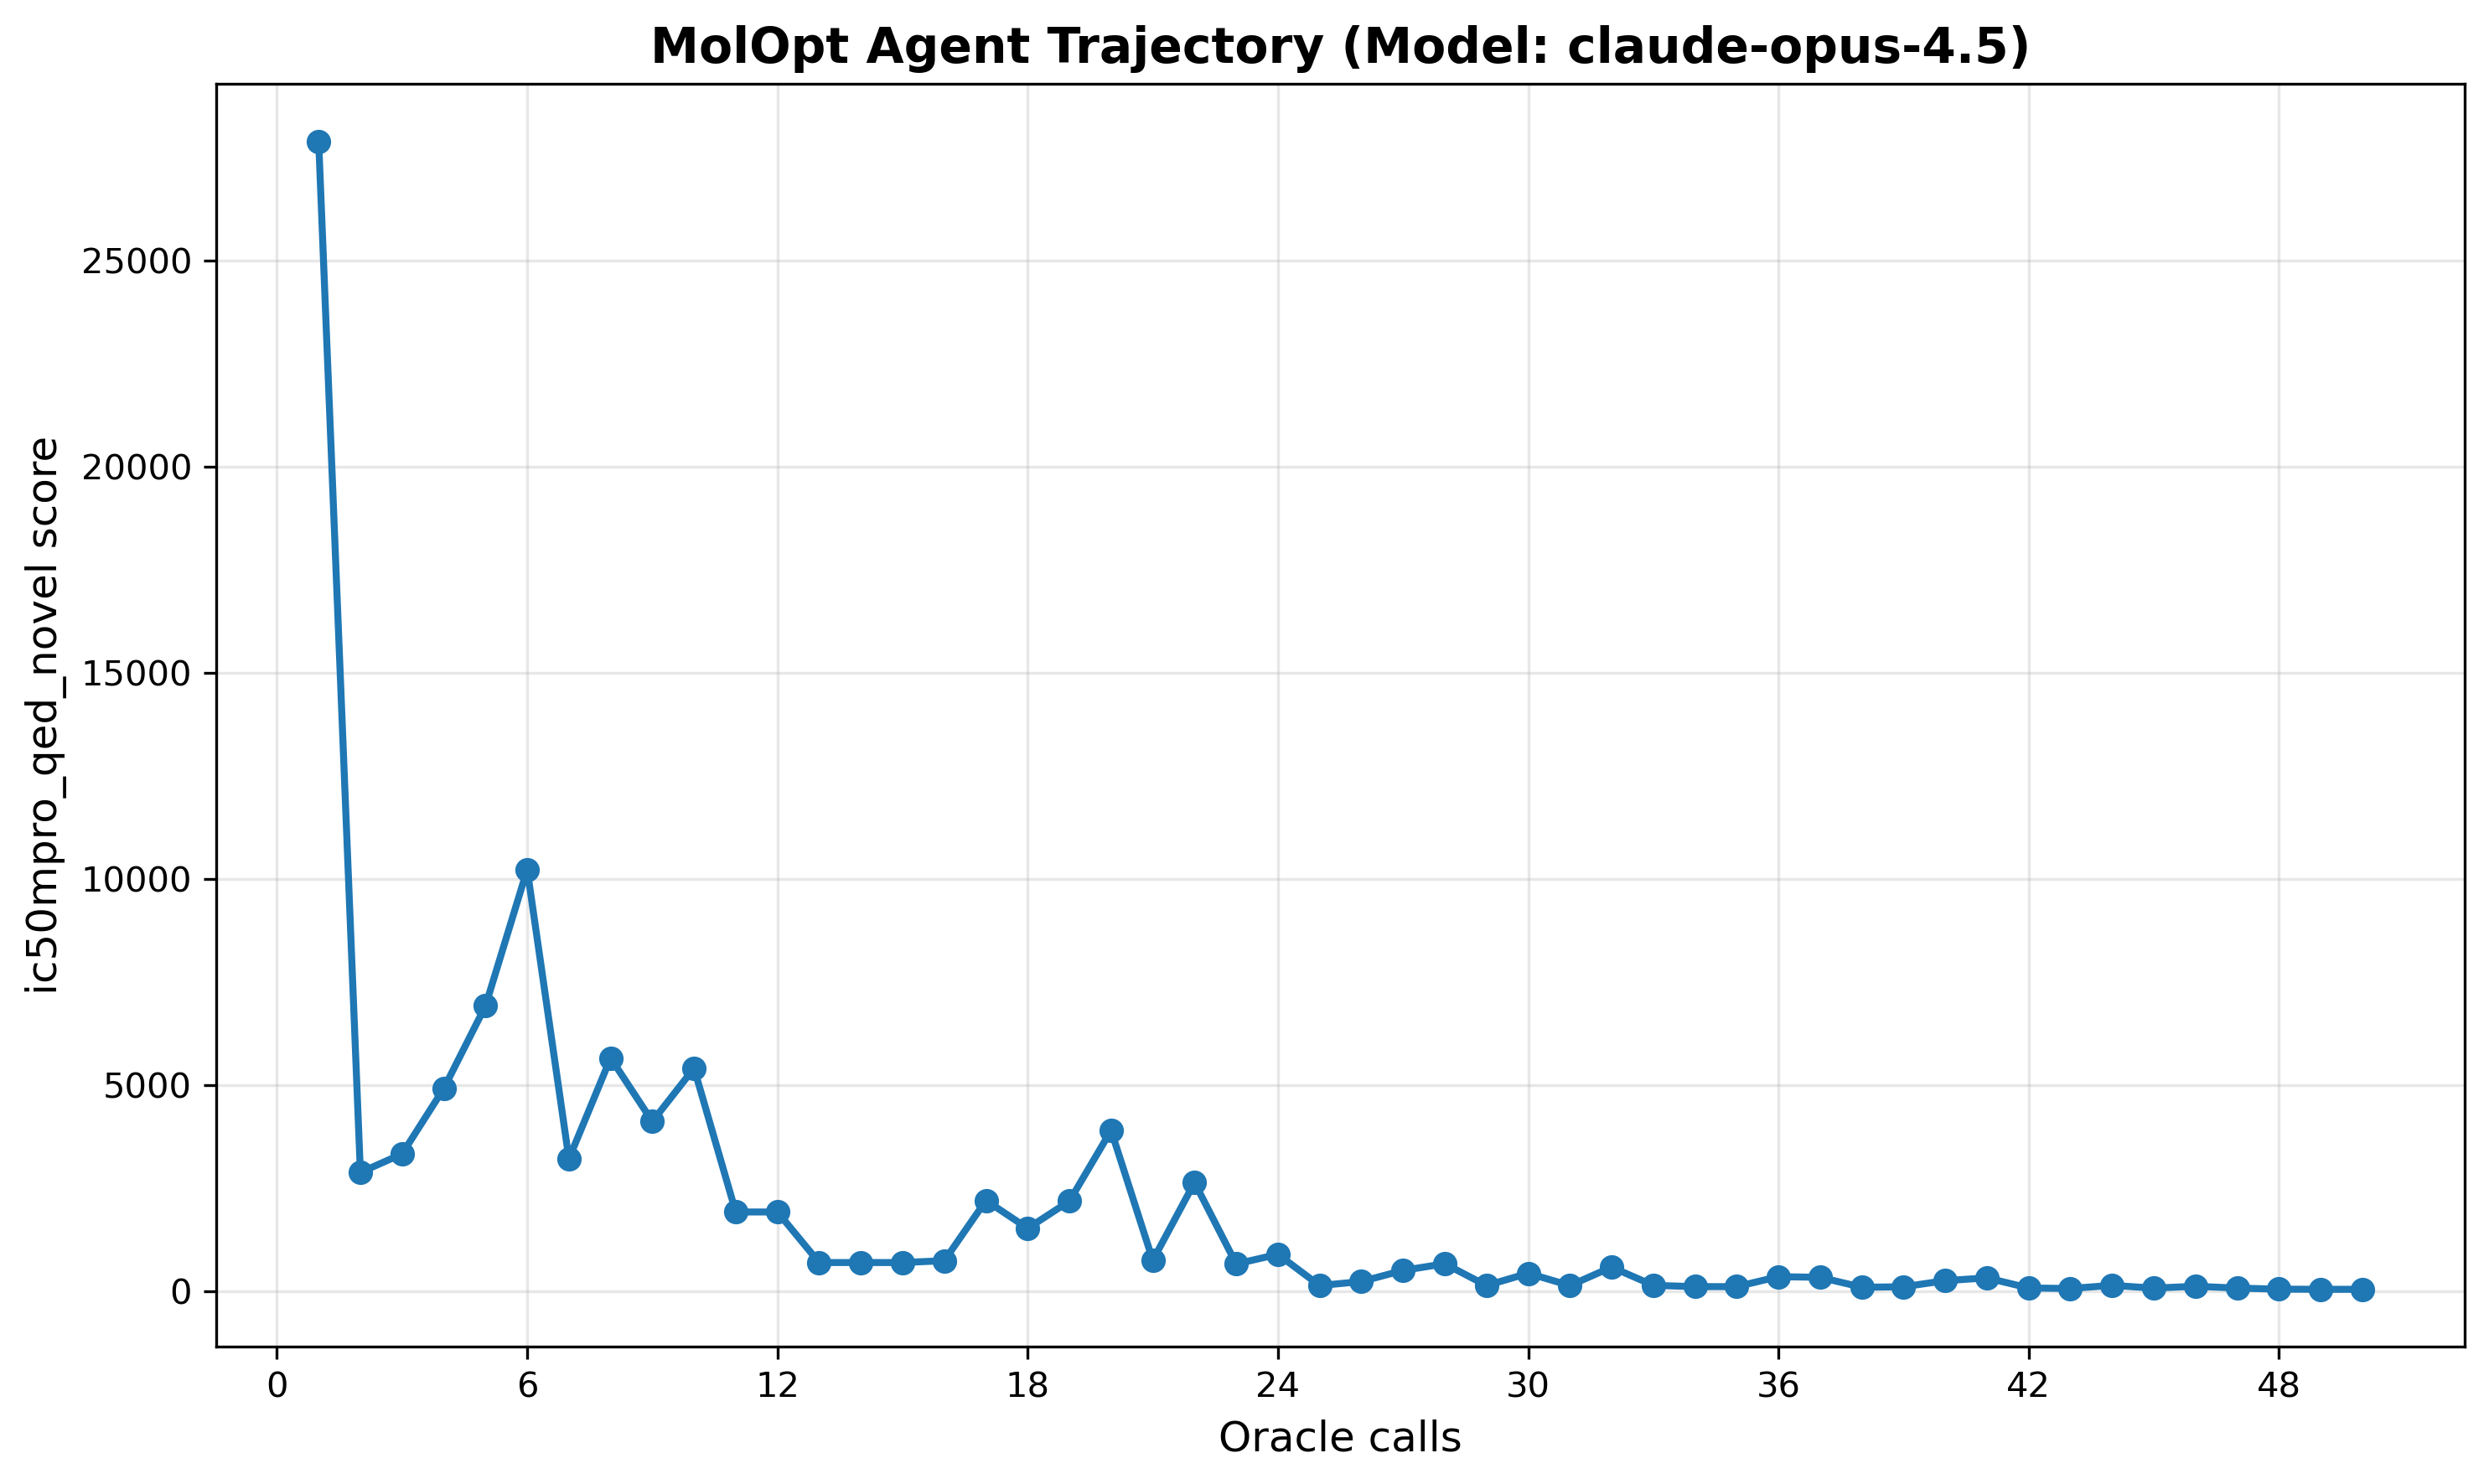 MolOpt Agent Trajectory (Model: claude-opus-4.5)
ic50mpro_qed_novel score
25000
20000
15000
10000
5000
0
0 6 12 18 24 30 36 42 48
Oracle calls